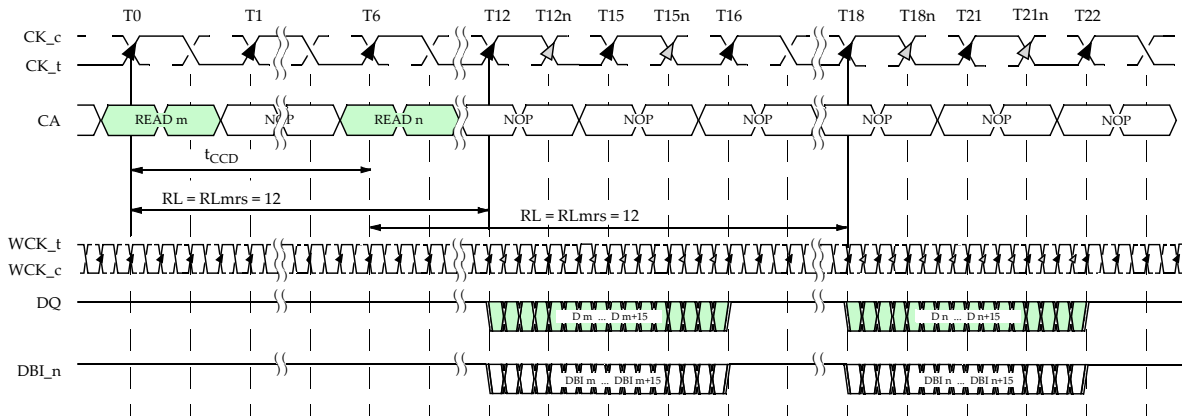 T0 T1 T6 T12 T12n T15 T15n T16 T18 T18n T21 T21n T22
CK_c
CK_t
CA READ m NOP READ n NOP NOP NOP NOP NOP NOP
tCCD
RL = RLmrs = 12
RL = RLmrs = 12
WCK_t
WCK_c
DQ D m ... D m+15 D n ... D n+15
DBI_n DBI m ... DBI m+15 DBI n ... DBI n+15